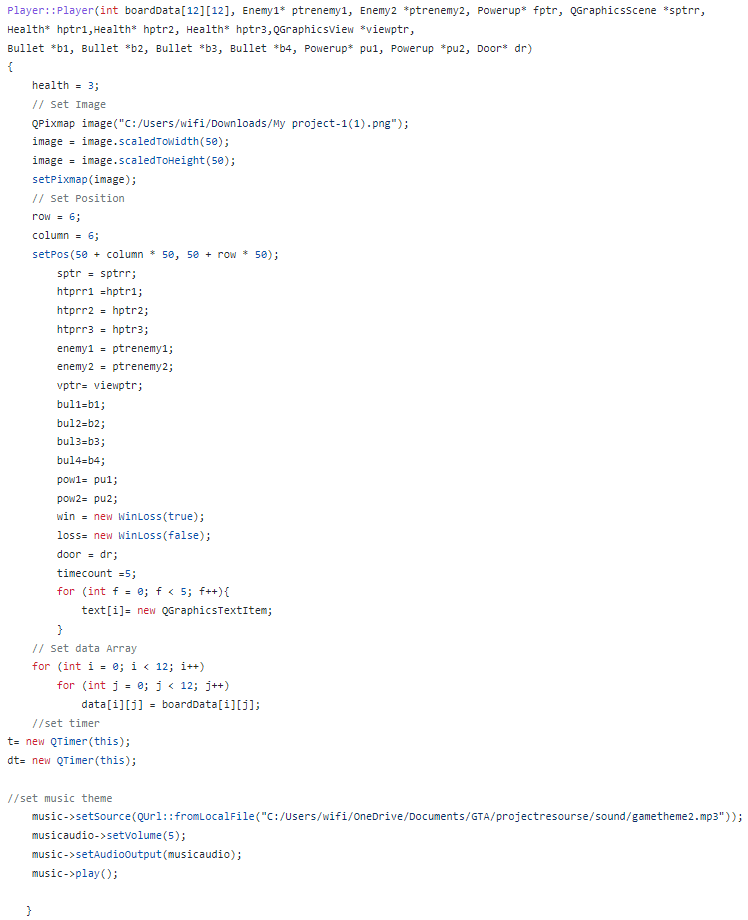 Player::Player(int boardData[12][12], Enemy1* ptrenemy1, Enemy2 *ptrenemy2, Powerup* fptr, QGraphicsScene *sptrr,
Health* hptr1,Health* hptr2, Health* hptr3,QGraphicsView *viewptr,
Bullet *b1, Bullet *b2, Bullet *b3, Bullet *b4, Powerup* pu1, Powerup *pu2, Door* dr)
{
    health = 3;
    // Set Image
    QPixmap image("C:/Users/wifi/Downloads/My project-1(1).png");
    image = image.scaledToWidth(50);
    image = image.scaledToHeight(50);
    setPixmap(image);
    // Set Position
    row = 6;
    column = 6;
    setPos(50 + column * 50, 50 + row * 50);
        sptr = sptrr;
        htprr1 =hptr1;
        htprr2 = hptr2;
        htprr3 = hptr3;
        enemy1 = ptrenemy1;
        enemy2 = ptrenemy2;
        vptr= viewptr;
        bul1=b1;
        bul2=b2;
        bul3=b3;
        bul4=b4;
        pow1= pu1;
        pow2= pu2;
        win = new WinLoss(true);
        loss= new WinLoss(false);
        door = dr;
        timecount =5;
        for (int f = 0; f < 5; f++){
            text[i]= new QGraphicsTextItem;
        }
    // Set data Array
    for (int i = 0; i < 12; i++)
        for (int j = 0; j < 12; j++)
            data[i][j] = boardData[i][j];
    //set timer
t= new QTimer(this);
dt= new QTimer(this);
//set music theme
    music->setSource(QUrl::fromLocalFile("C:/Users/wifi/OneDrive/Documents/GTA/projectresourse/sound/gametheme2.mp3"));
    musicaudio->setVolume(5);
    music->setAudioOutput(musicaudio);
    music->play();
   }